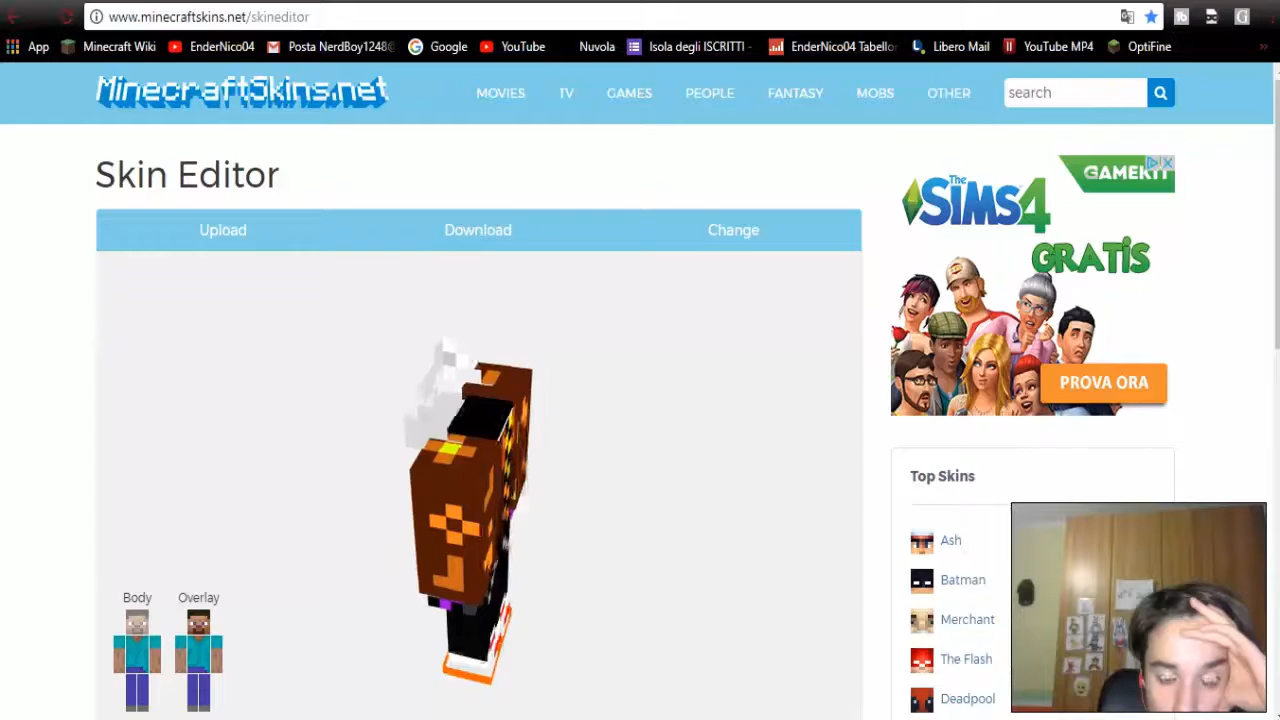 www.minecraftskins.net/skineditor
App Minecraft Wiki EnderNico04 Posta NerdBoy1248@ Google YouTube Nuvola Isola degli ISCRITTI - EnderNico04 Tabello Libero Mail YouTube MP4 OptiFine »
MinecraftSkins.net
MOVIES TV GAMES PEOPLE FANTASY MOBS OTHER search
Skin Editor
Upload Download Change
GAMEKIT
The SIMS 4
GRATIS
PROVA ORA
Top Skins
Ash
Batman
Merchant
The Flash
Deadpool
Body Overlay